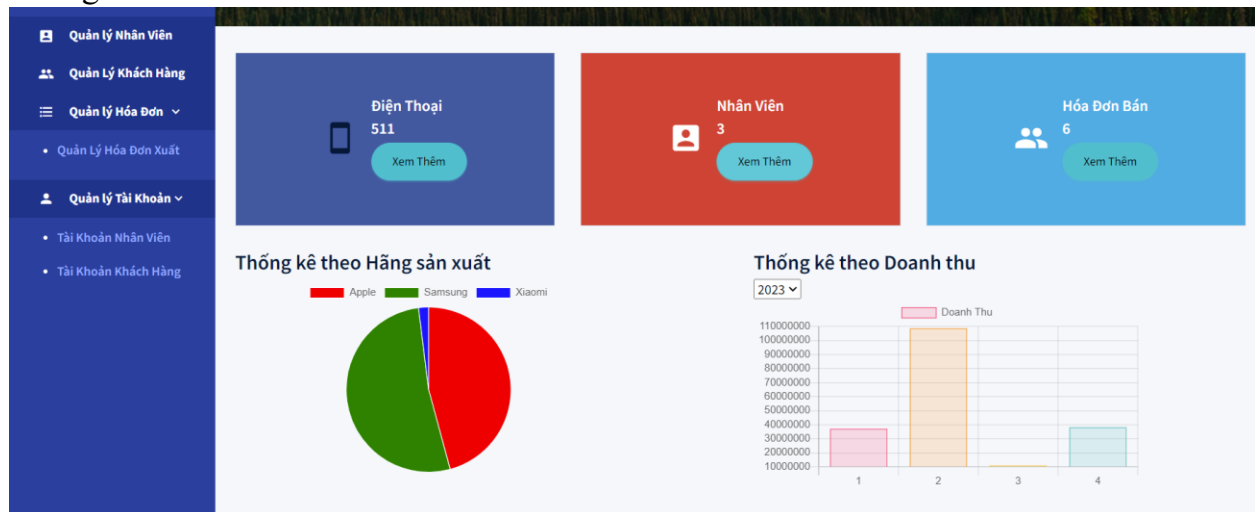 Quản lý Nhân Viên
Quản Lý Khách Hàng
Quản lý Hóa Đơn
Quản Lý Hóa Đơn Xuất
Quản lý Tài Khoản
Tài Khoản Nhân Viên
Tài Khoản Khách Hàng
Điện Thoại
511
Xem Thêm
Nhân Viên
3
Xem Thêm
Hóa Đơn Bán
6
Xem Thêm
Thống kê theo Hãng sản xuất
Apple Samsung Xiaomi
Thống kê theo Doanh thu
2023
Doanh Thu
110000000
100000000
90000000
80000000
70000000
60000000
50000000
40000000
30000000
20000000
10000000
1 2 3 4